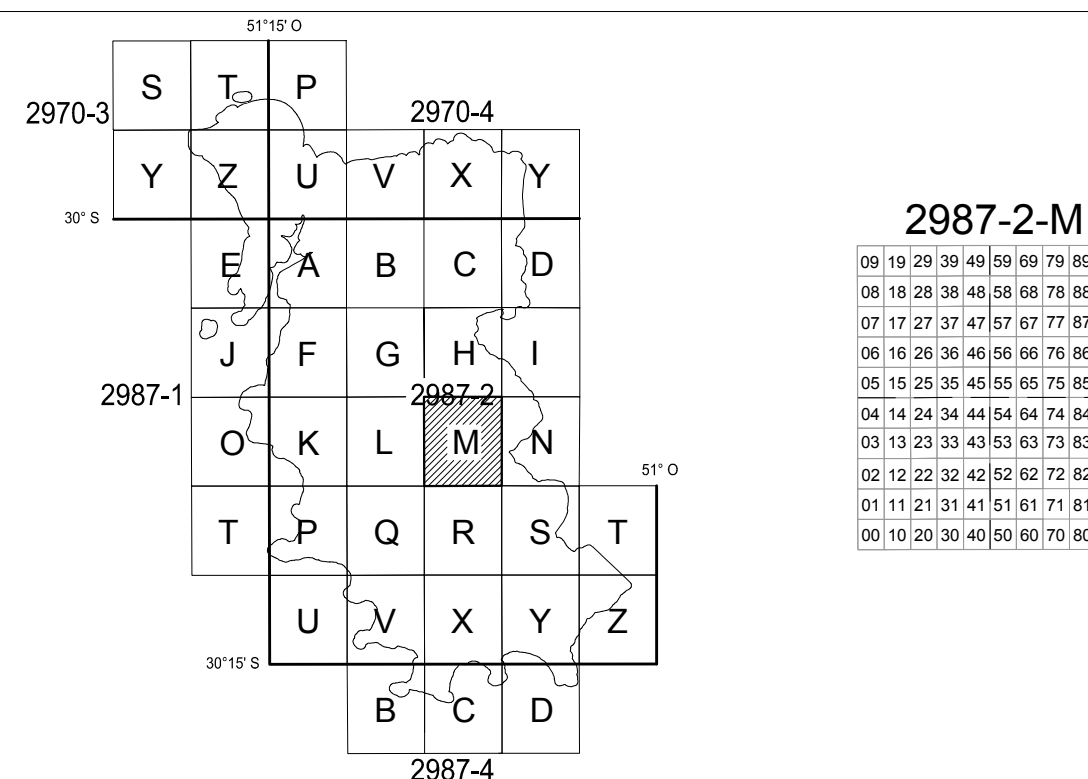 51°15' O
S T P
2970-3 2970-4
Y Z U V X Y
30° S
E A B C D
J F G H I
2987-1 2987-2
O K L M N
51° O
T P Q R S T
U V X Y Z
30°15' S
B C D
2987-4
2987-2-M
09 19 29 39 49 59 69 79 89
08 18 28 38 48 58 68 78 88
07 17 27 37 47 57 67 77 87
06 16 26 36 46 56 66 76 86
05 15 25 35 45 55 65 75 85
04 14 24 34 44 54 64 74 84
03 13 23 33 43 53 63 73 83
02 12 22 32 42 52 62 72 82
01 11 21 31 41 51 61 71 81
00 10 20 30 40 50 60 70 80